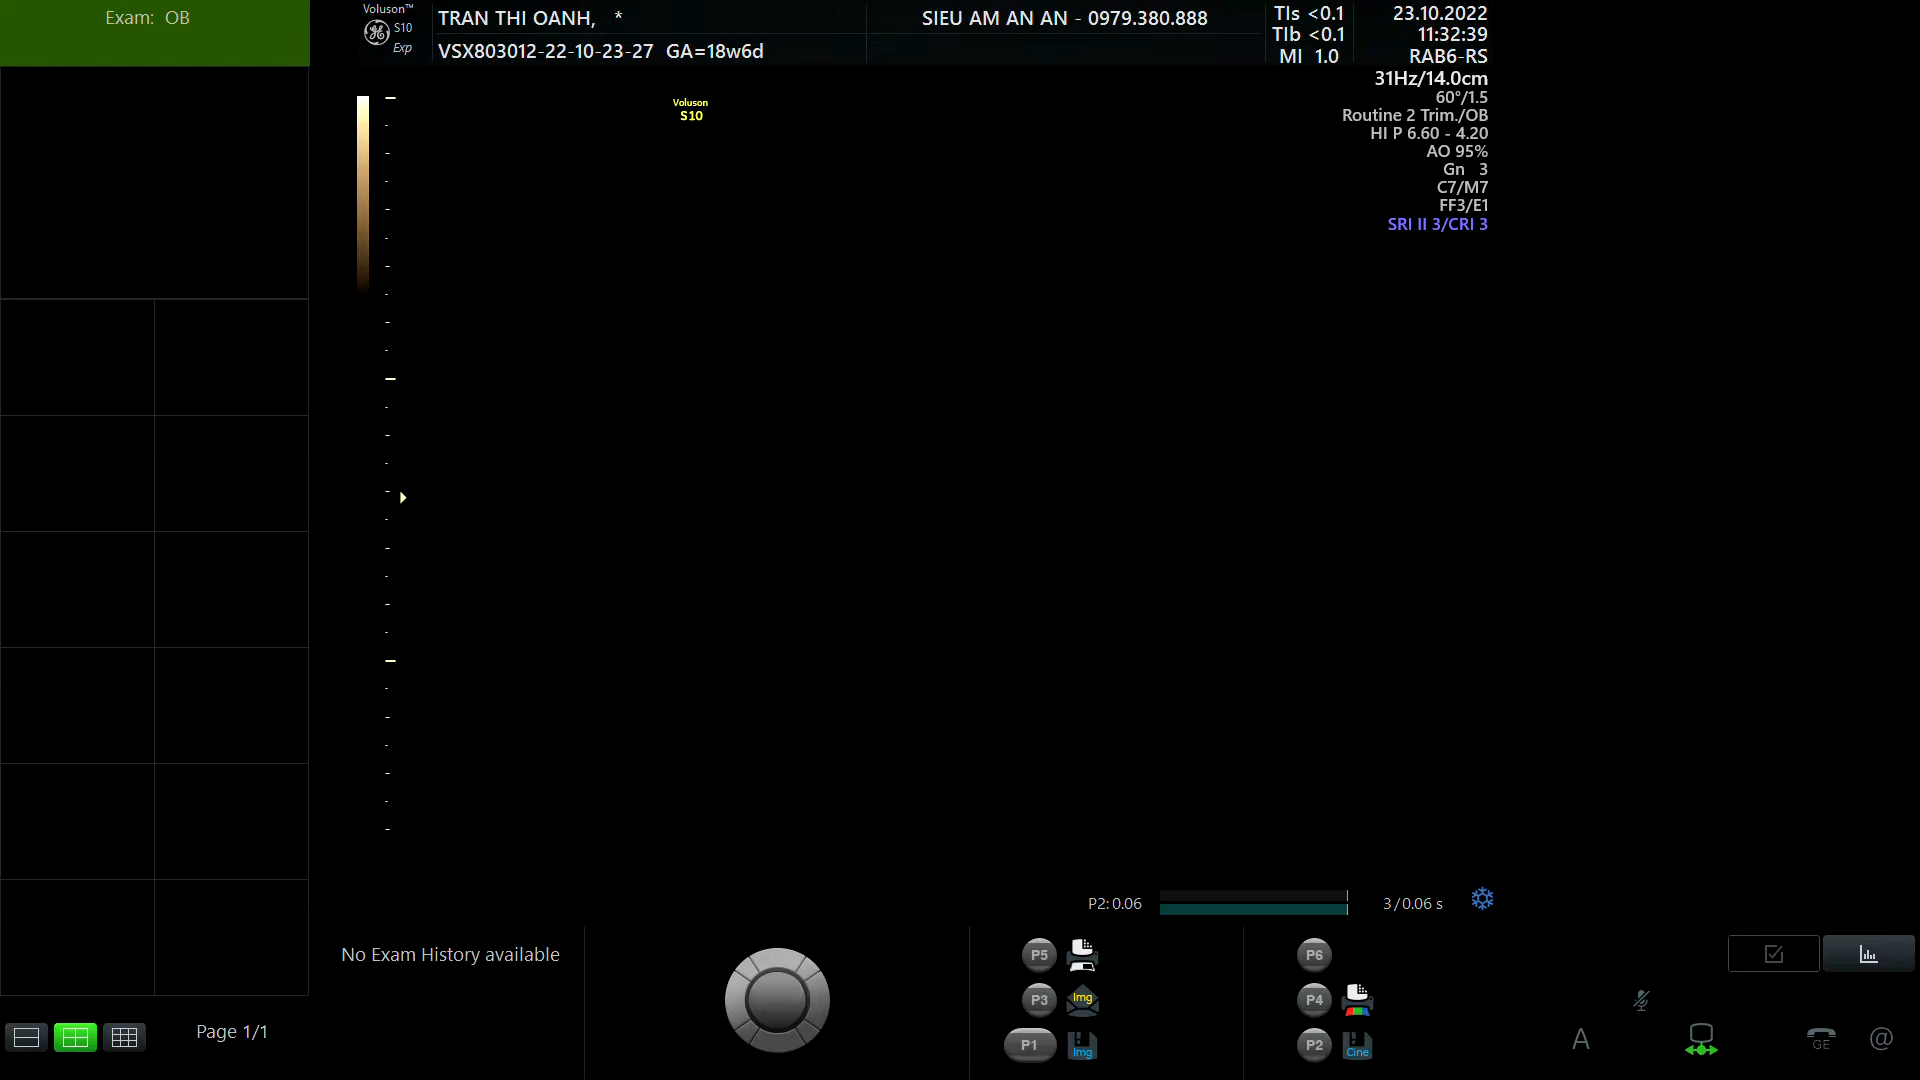 Exam: OB
Voluson™
S10
Exp
TRAN THI OANH, *
VSX803012-22-10-23-27 GA=18w6d
SIEU AM AN AN - 0979.380.888
TIs <0.1
TIb <0.1
MI 1.0
23.10.2022
11:32:39
RAB6-RS
31Hz/14.0cm
60°/1.5
Routine 2 Trim./OB
HI P 6.60 - 4.20
AO 95%
Gn 3
C7/M7
FF3/E1
SRI II 3/CRI 3
Voluson
S10
P2: 0.06
3/0.06 s
No Exam History available
P5
P3 Img
P1 Img
P6
P4
P2 Cine
Page 1/1
A
GE
@